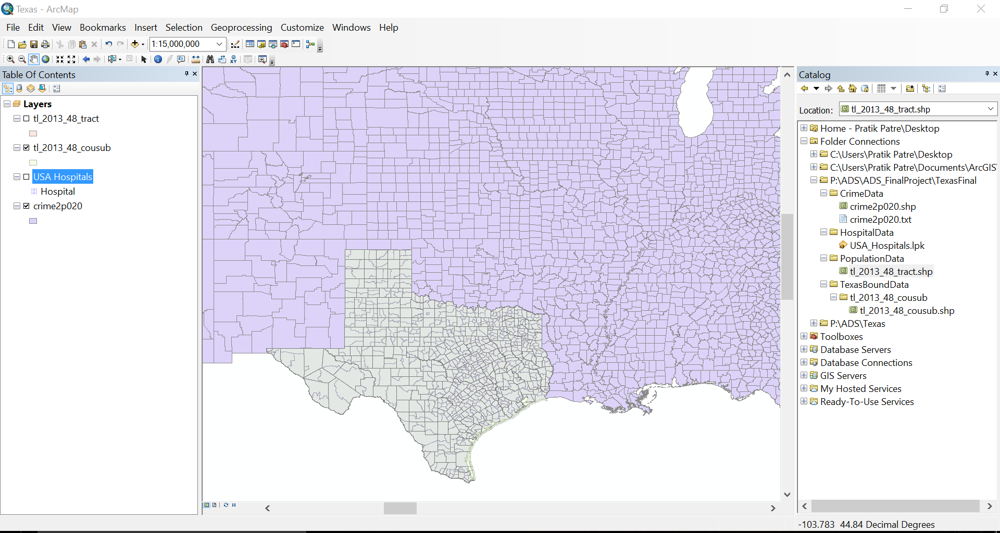 Texas - ArcMap
File Edit View Bookmarks Insert Selection Geoprocessing Customize Windows Help
1:15,000,000
Table Of Contents
Layers
tl_2013_48_tract
tl_2013_48_cousub
USA Hospitals
H Hospital
crime2p020
Catalog
Location: tl_2013_48_tract.shp
Home - Pratik Patre\Desktop
Folder Connections
C:\Users\Pratik Patre\Desktop
C:\Users\Pratik Patre\Documents\ArcGIS
P:\ADS\ADS_FinalProject\TexasFinal
CrimeData
crime2p020.shp
crime2p020.txt
HospitalData
USA_Hospitals.lpk
PopulationData
tl_2013_48_tract.shp
TexasBoundData
tl_2013_48_cousub
tl_2013_48_cousub.shp
P:\ADS\Texas
Toolboxes
Database Servers
Database Connections
GIS Servers
My Hosted Services
Ready-To-Use Services
-103.783 44.84 Decimal Degrees